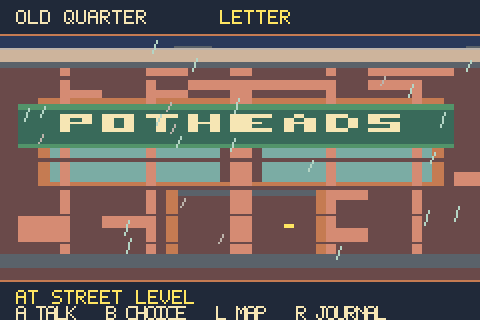 OLD QUARTER LETTER
POTHEADS
AT STREET LEVEL
A TALK B CHOICE L MAP R JOURNAL